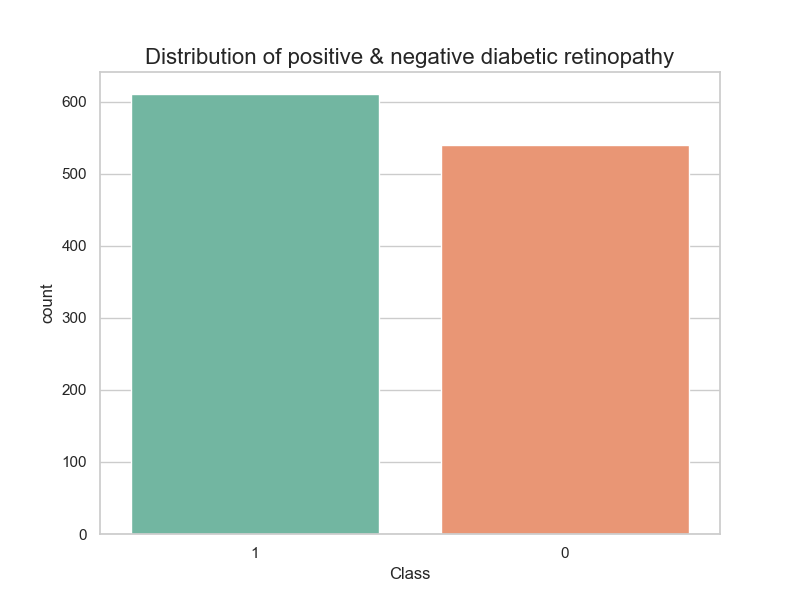 Distribution of positive & negative diabetic retinopathy
600
500
400
300
200
100
0
count
1 0
Class